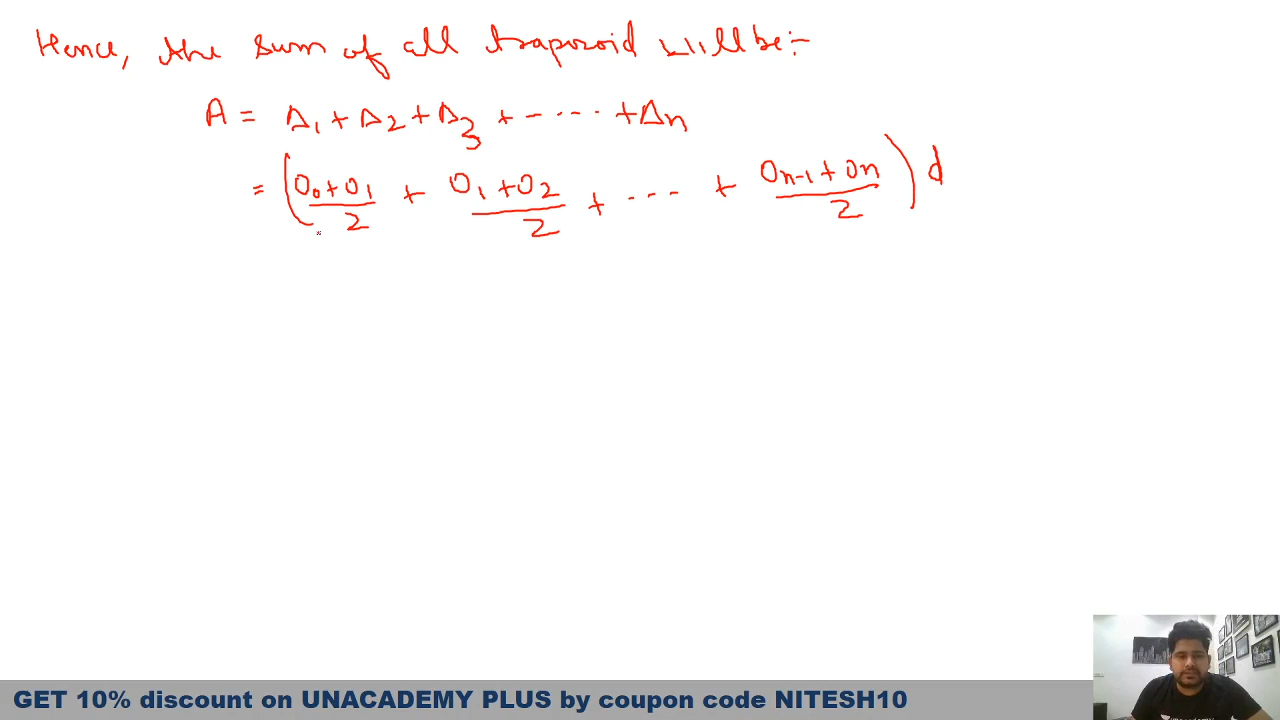 Hence, the sum of all trapozoid will be:-
A = Δ₁ + Δ₂ + Δ₃ + - - - - - + Δn
= (O₀+O₁/2 + O₁+O₂/2 + - - - - + On-1 + On/2) d
GET 10% discount on UNACADEMY PLUS by coupon code NITESH10